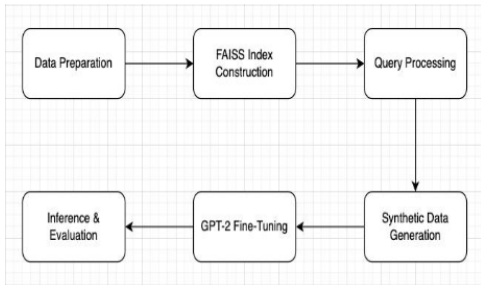 Data Preparation
FAISS Index
Construction
Query Processing
Synthetic Data
Generation
GPT-2 Fine-Tuning
Inference &
Evaluation